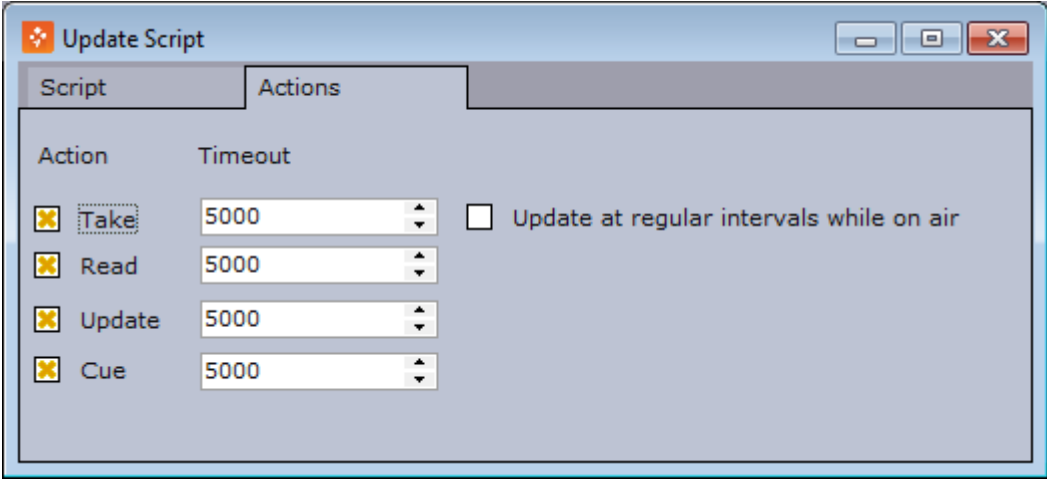 Update Script
Script Actions
Action Timeout
Take 5000 Update at regular intervals while on air
Read 5000
Update 5000
Cue 5000